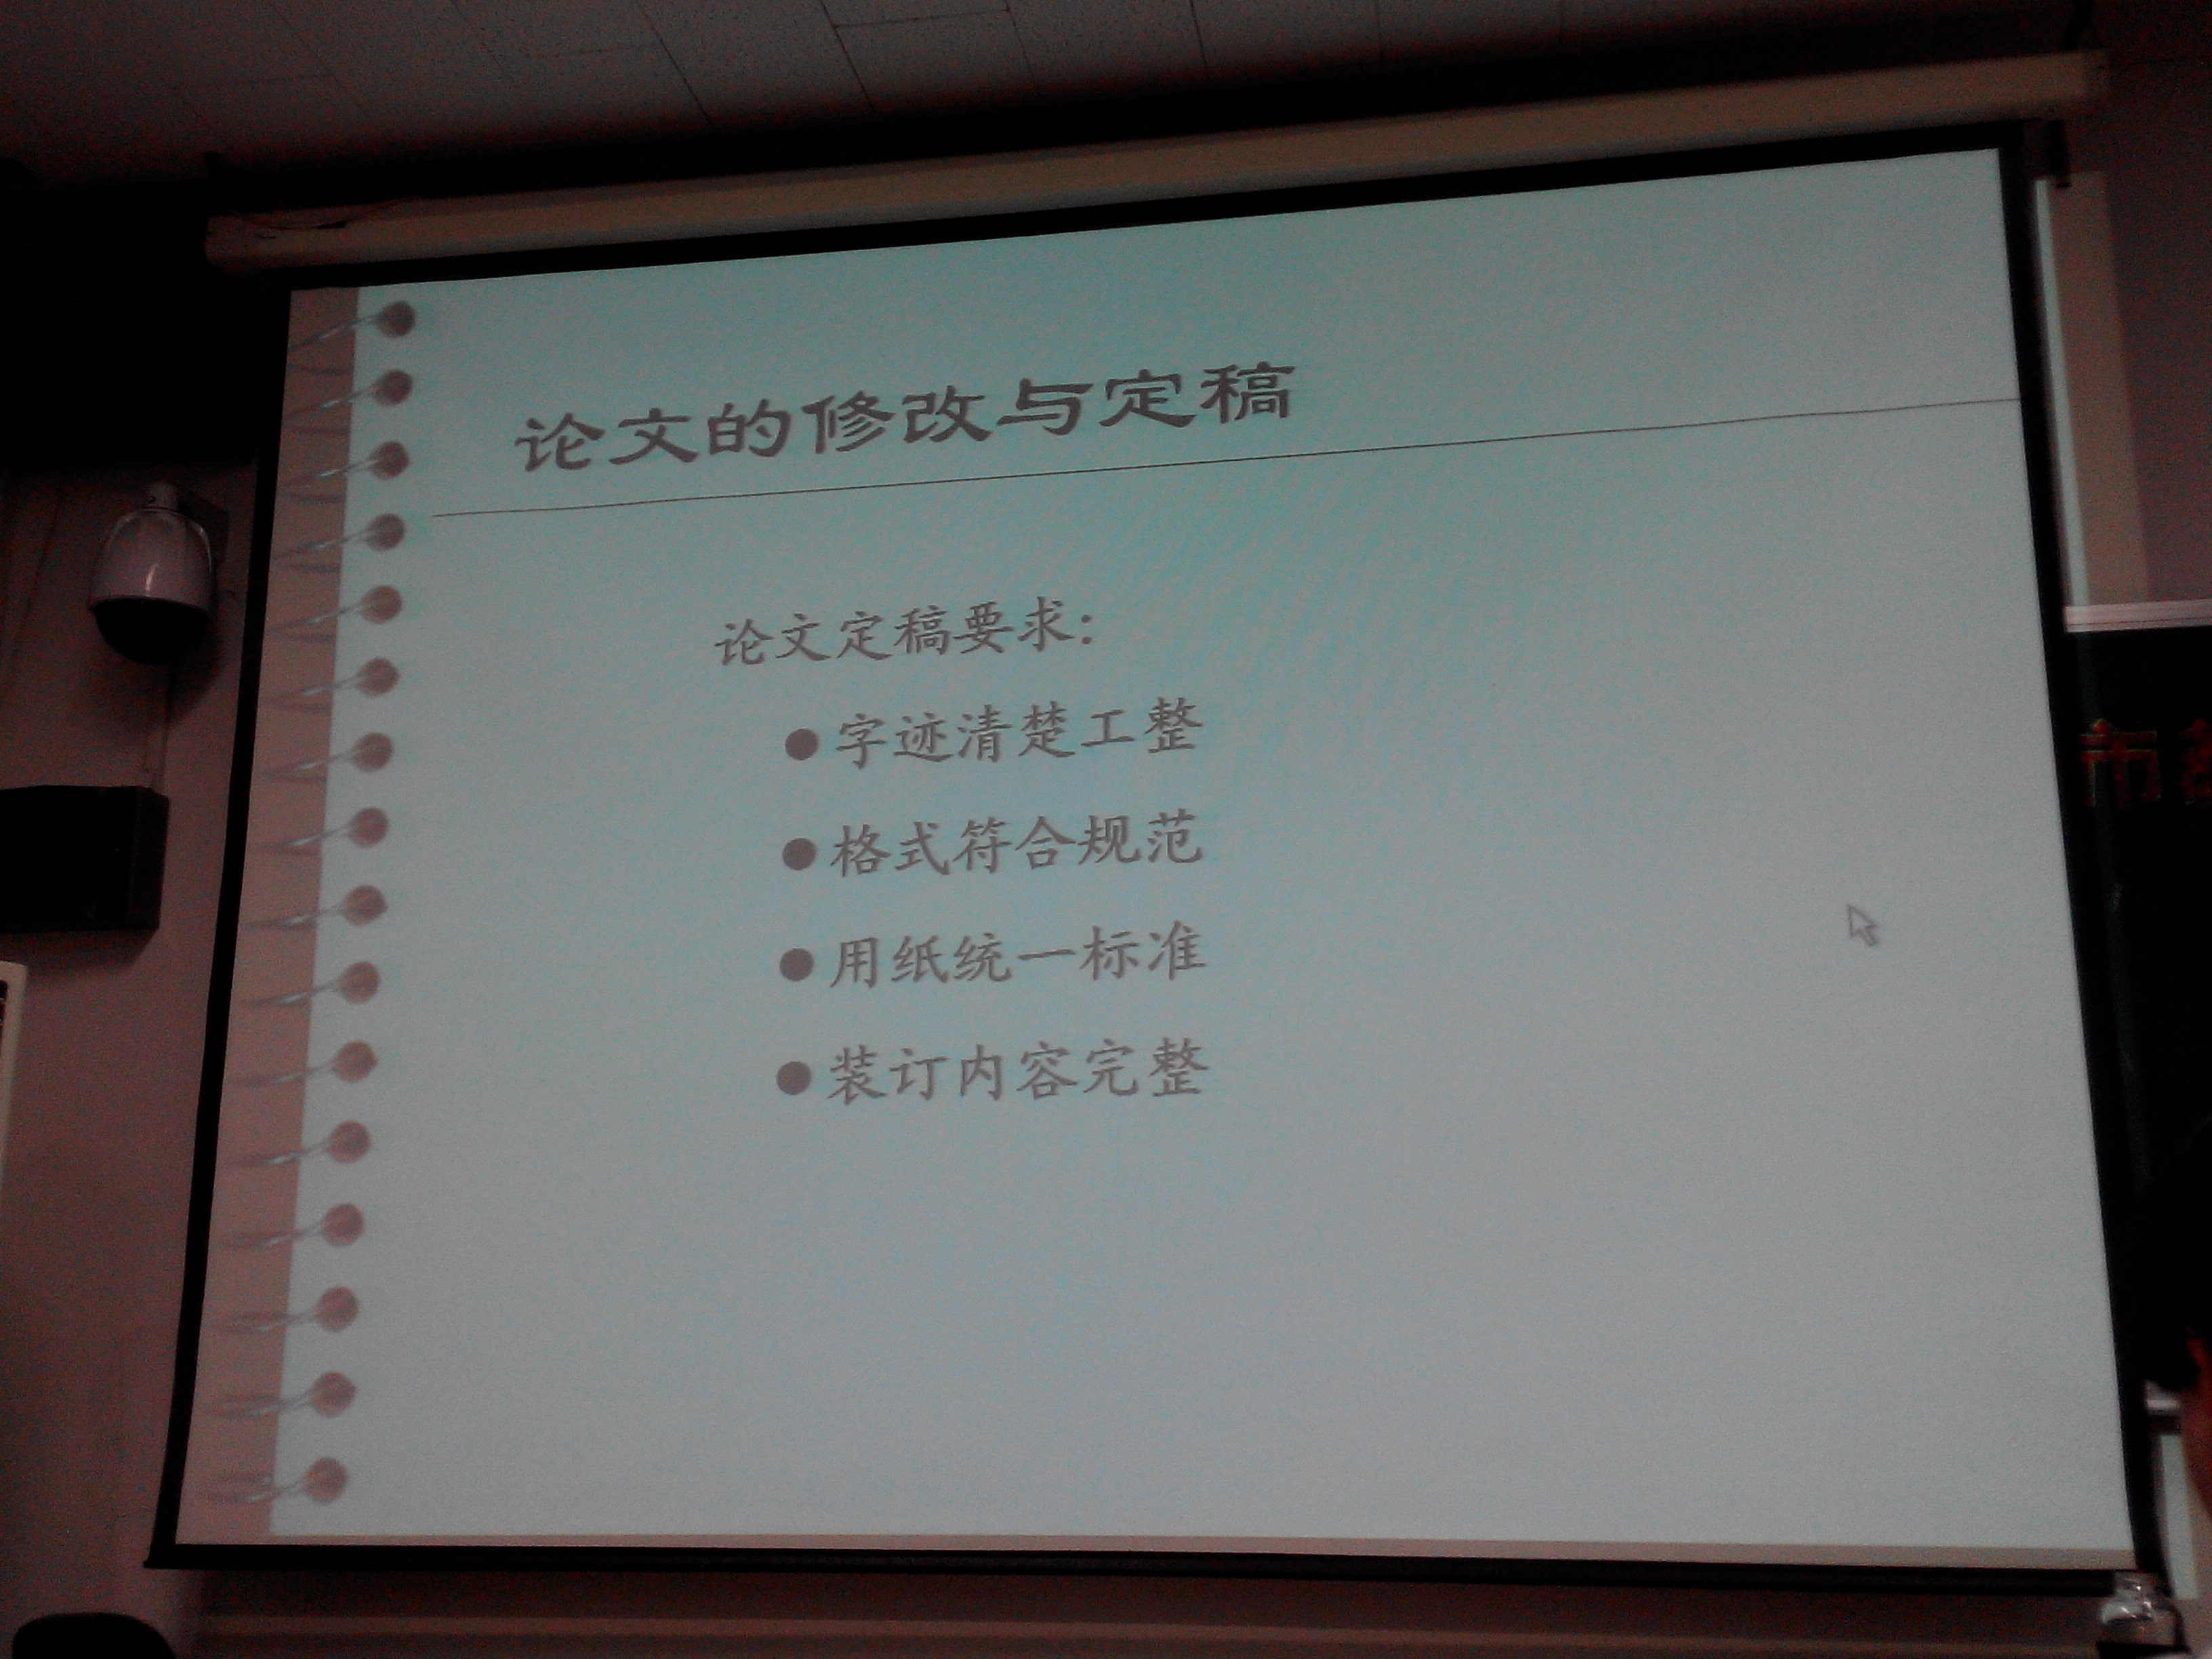 论文的修改与定稿
论文定稿要求：
●字迹清楚工整
●格式符合规范
●用纸统一标准
●装订内容完整
市